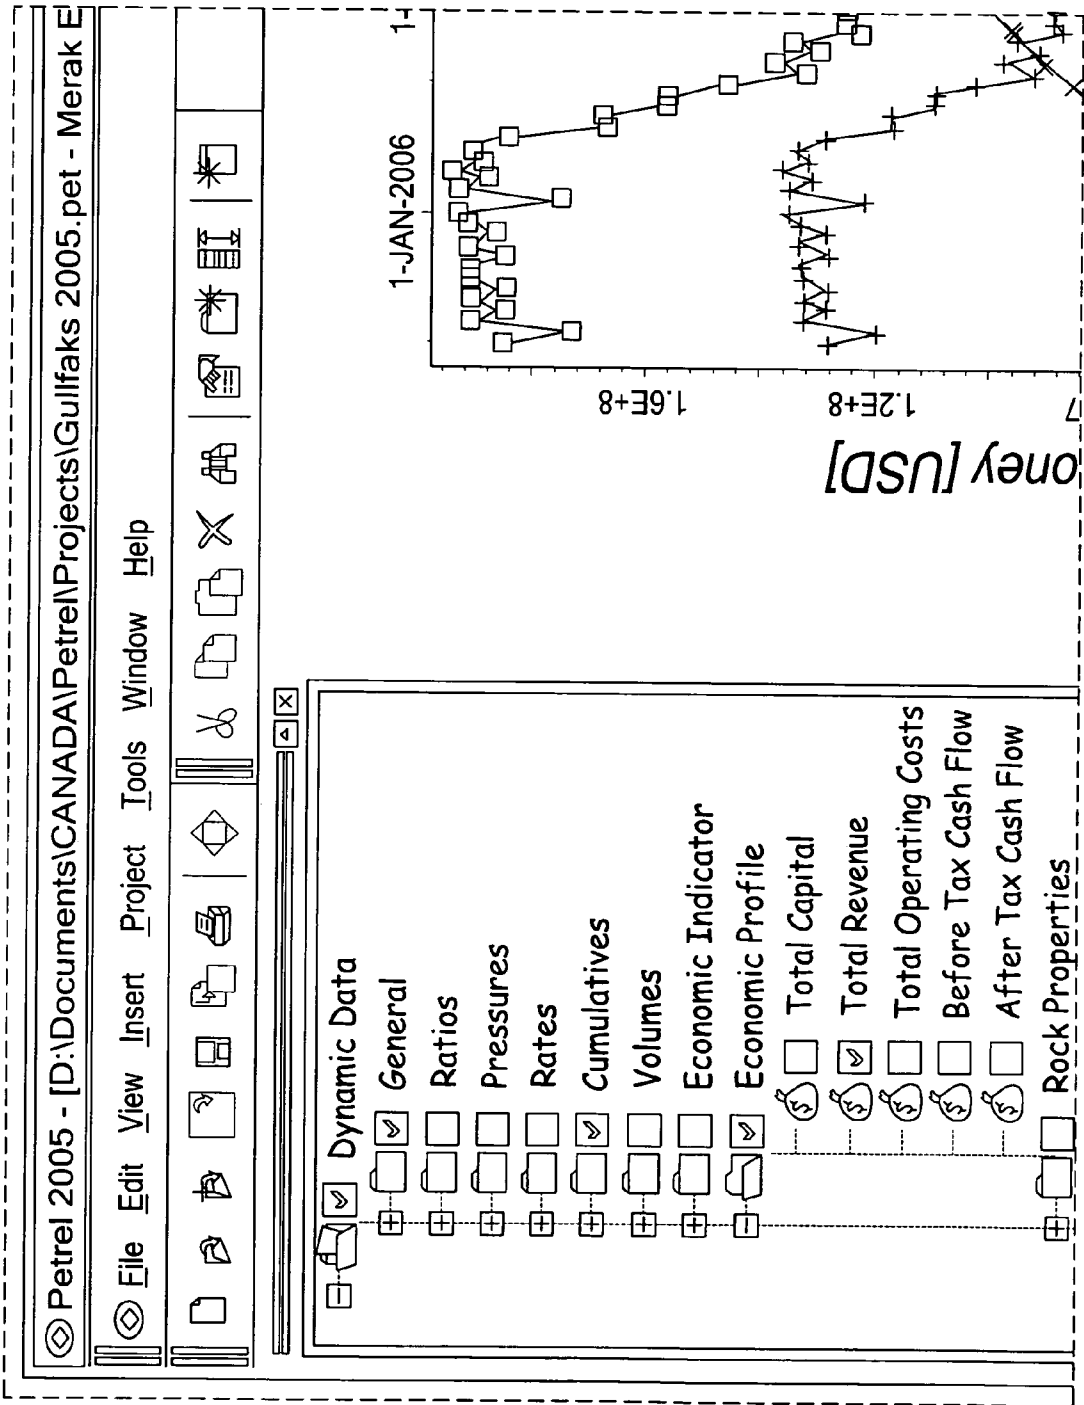 Petrel 2005 - [D:\Documents\CANADA\Petrel\Projects\Gullfaks 2005.pet - Merak E
File Edit View Insert Project Tools Window Help
Dynamic Data
General
Ratios
Pressures
Rates
Cumulatives
Volumes
Economic Indicator
Economic Profile
$ Total Capital
$ Total Revenue
$ Total Operating Costs
$ Before Tax Cash Flow
$ After Tax Cash Flow
Rock Properties
1-JAN-2006
1-
1.6E+8
1.2E+8
7
oney [USD]